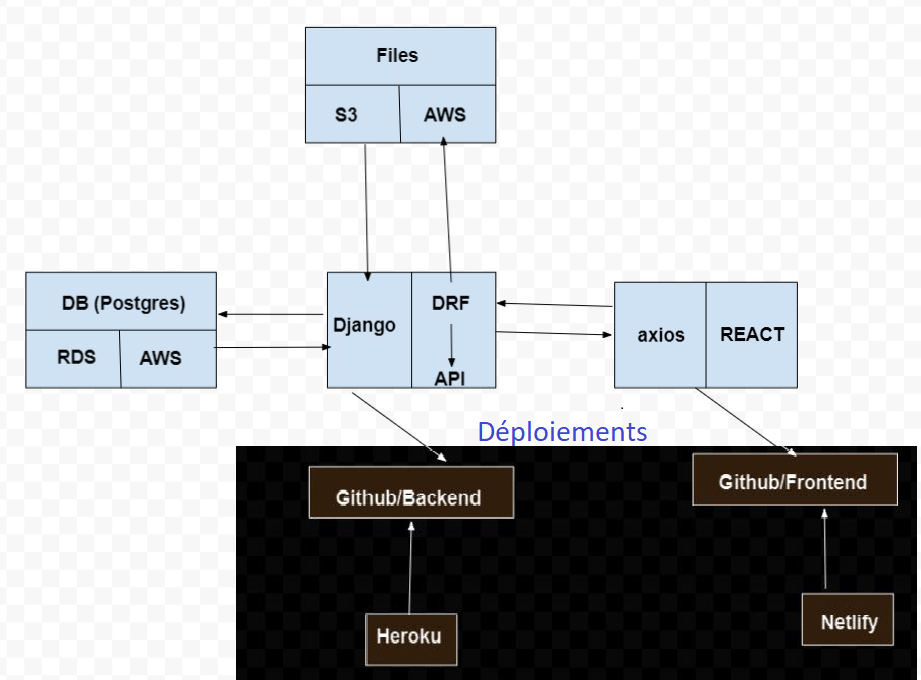 Files
S3
AWS
DB (Postgres)
RDS
AWS
Django
DRF
API
axios
REACT
Déploiements
Github/Backend
Github/Frontend
Heroku
Netlify